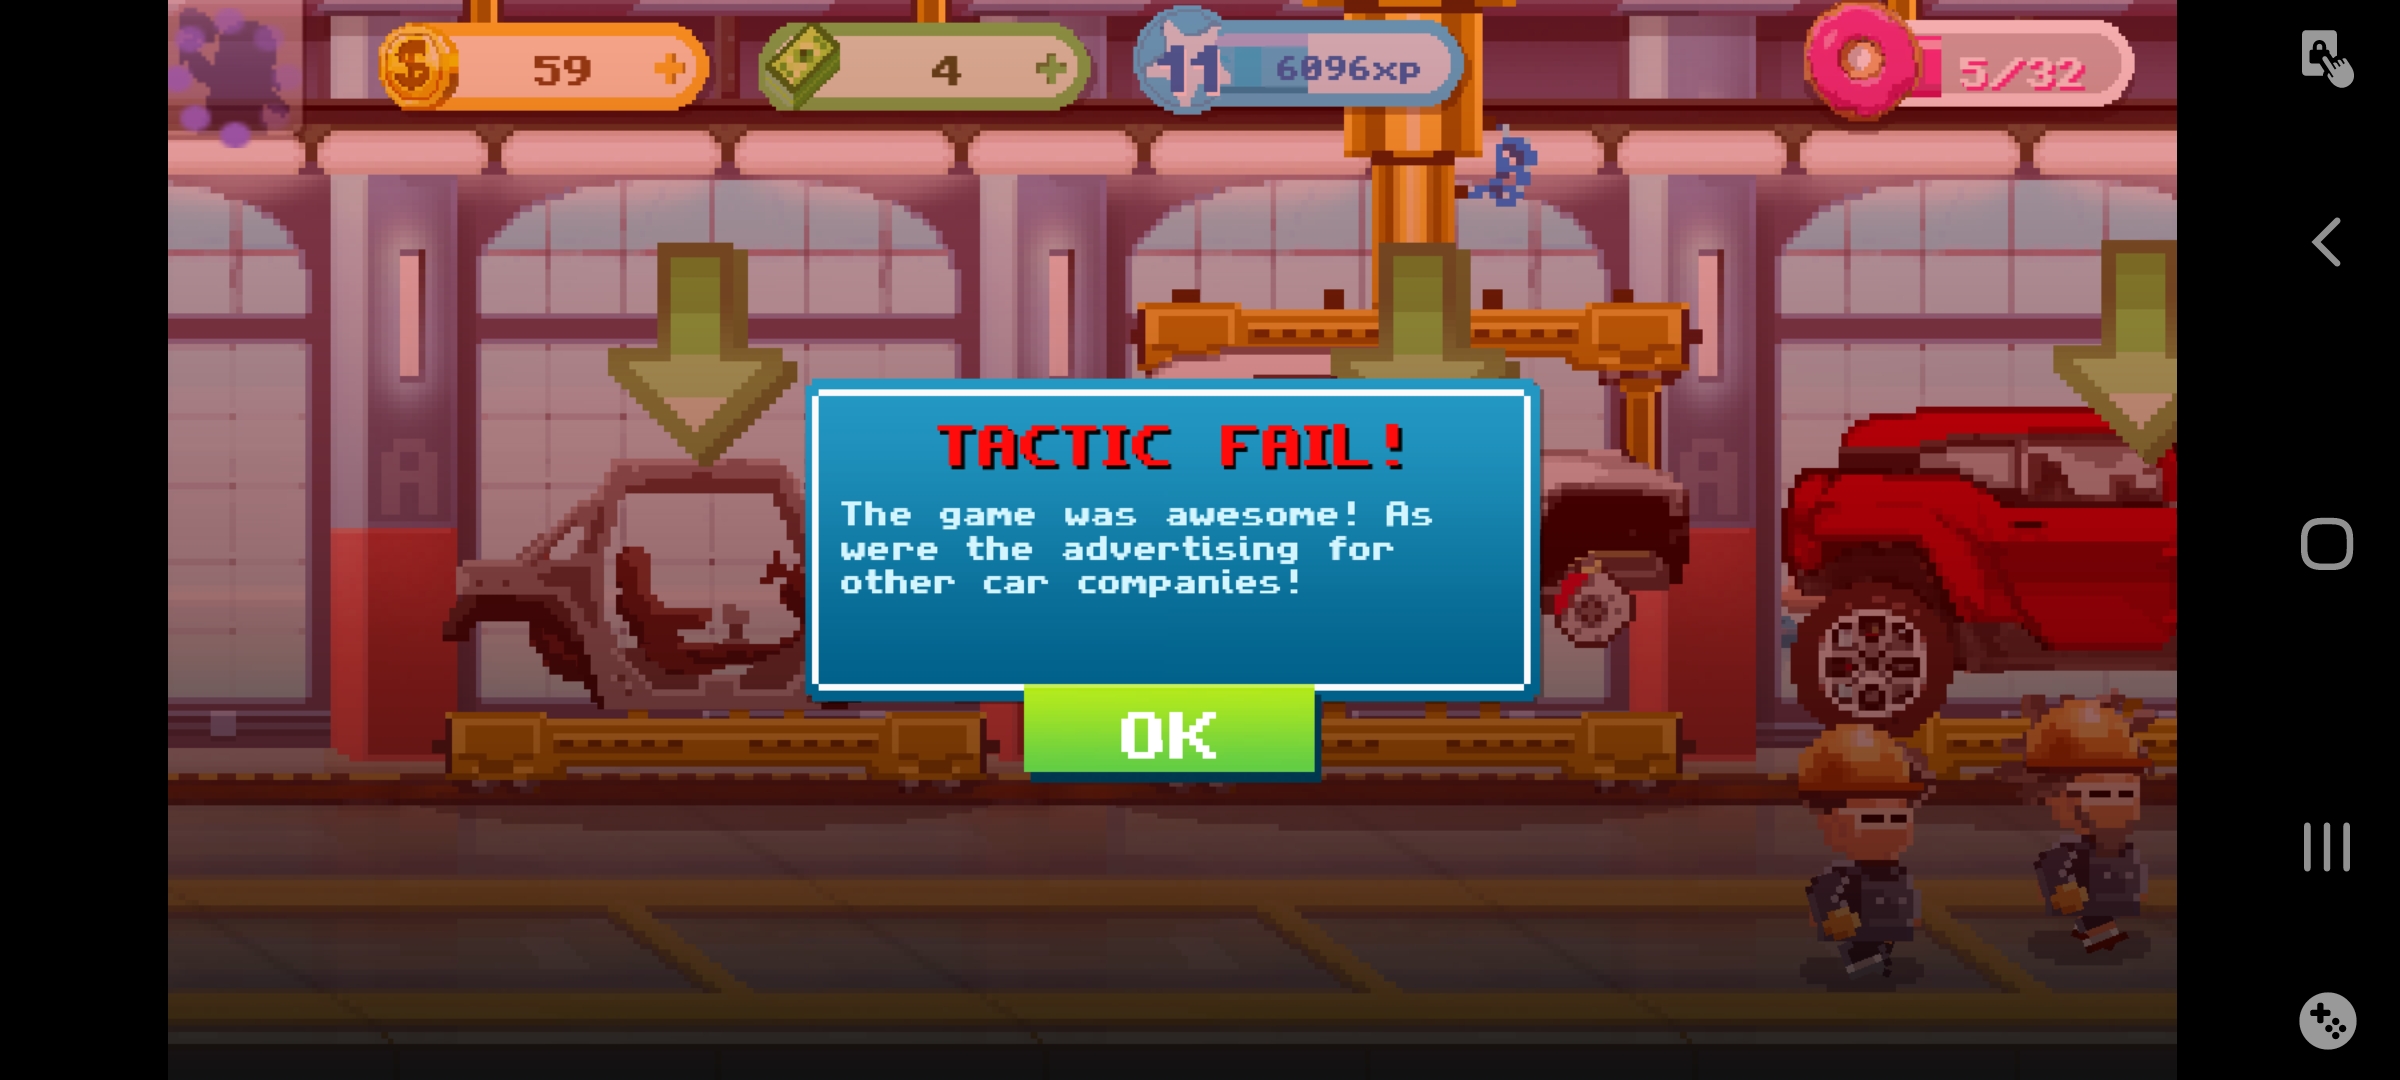 $ 59 +
4 +
11 6096xp
5/32
A
A
TACTIC FAIL!
The game was awesome! As
were the advertising for
other car companies!
OK